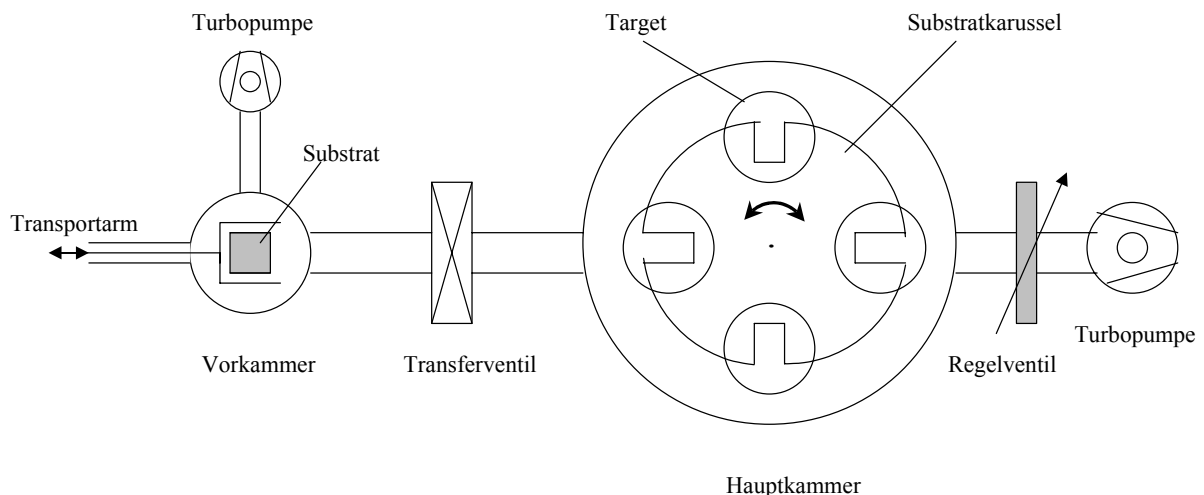 Turbopumpe
Target
Substratkarussel
Substrat
Transportarm
Vorkammer
Transferventil
Regelventil
Turbopumpe
Hauptkammer